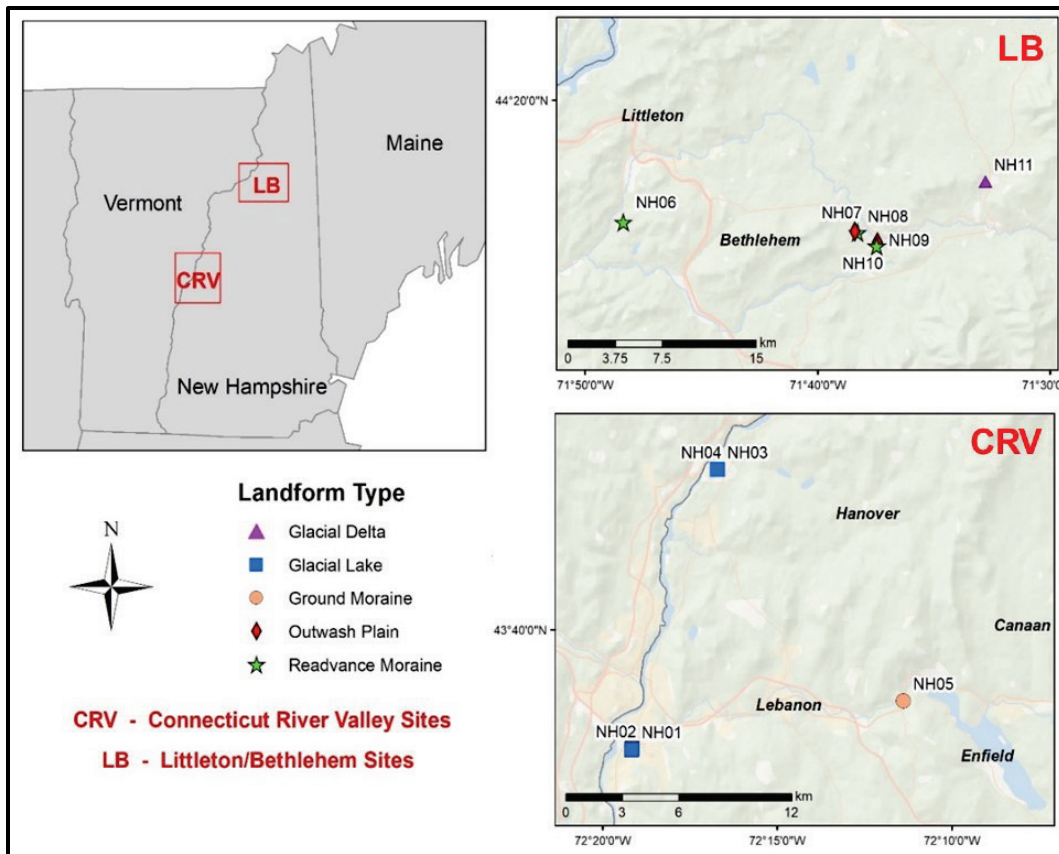 Maine
Vermont
LB
CRV
New Hampshire
Landform Type
Glacial Delta
Glacial Lake
Ground Moraine
Outwash Plain
Readvance Moraine
N
CRV - Connecticut River Valley Sites
LB - Littleton/Bethlehem Sites
LB
44°20'0"N
Littleton
NH11
NH06
NH07 NH08
Bethlehem
NH09
NH10
km
0 3.75 7.5 15
71°50'0"W 71°40'0"W 71°30'0"W
CRV
NH04 NH03
Hanover
43°40'0"N
Canaan
NH05
Lebanon
NH02 NH01
Enfield
km
0 3 6 12
72°20'0"W 72°15'0"W 72°10'0"W